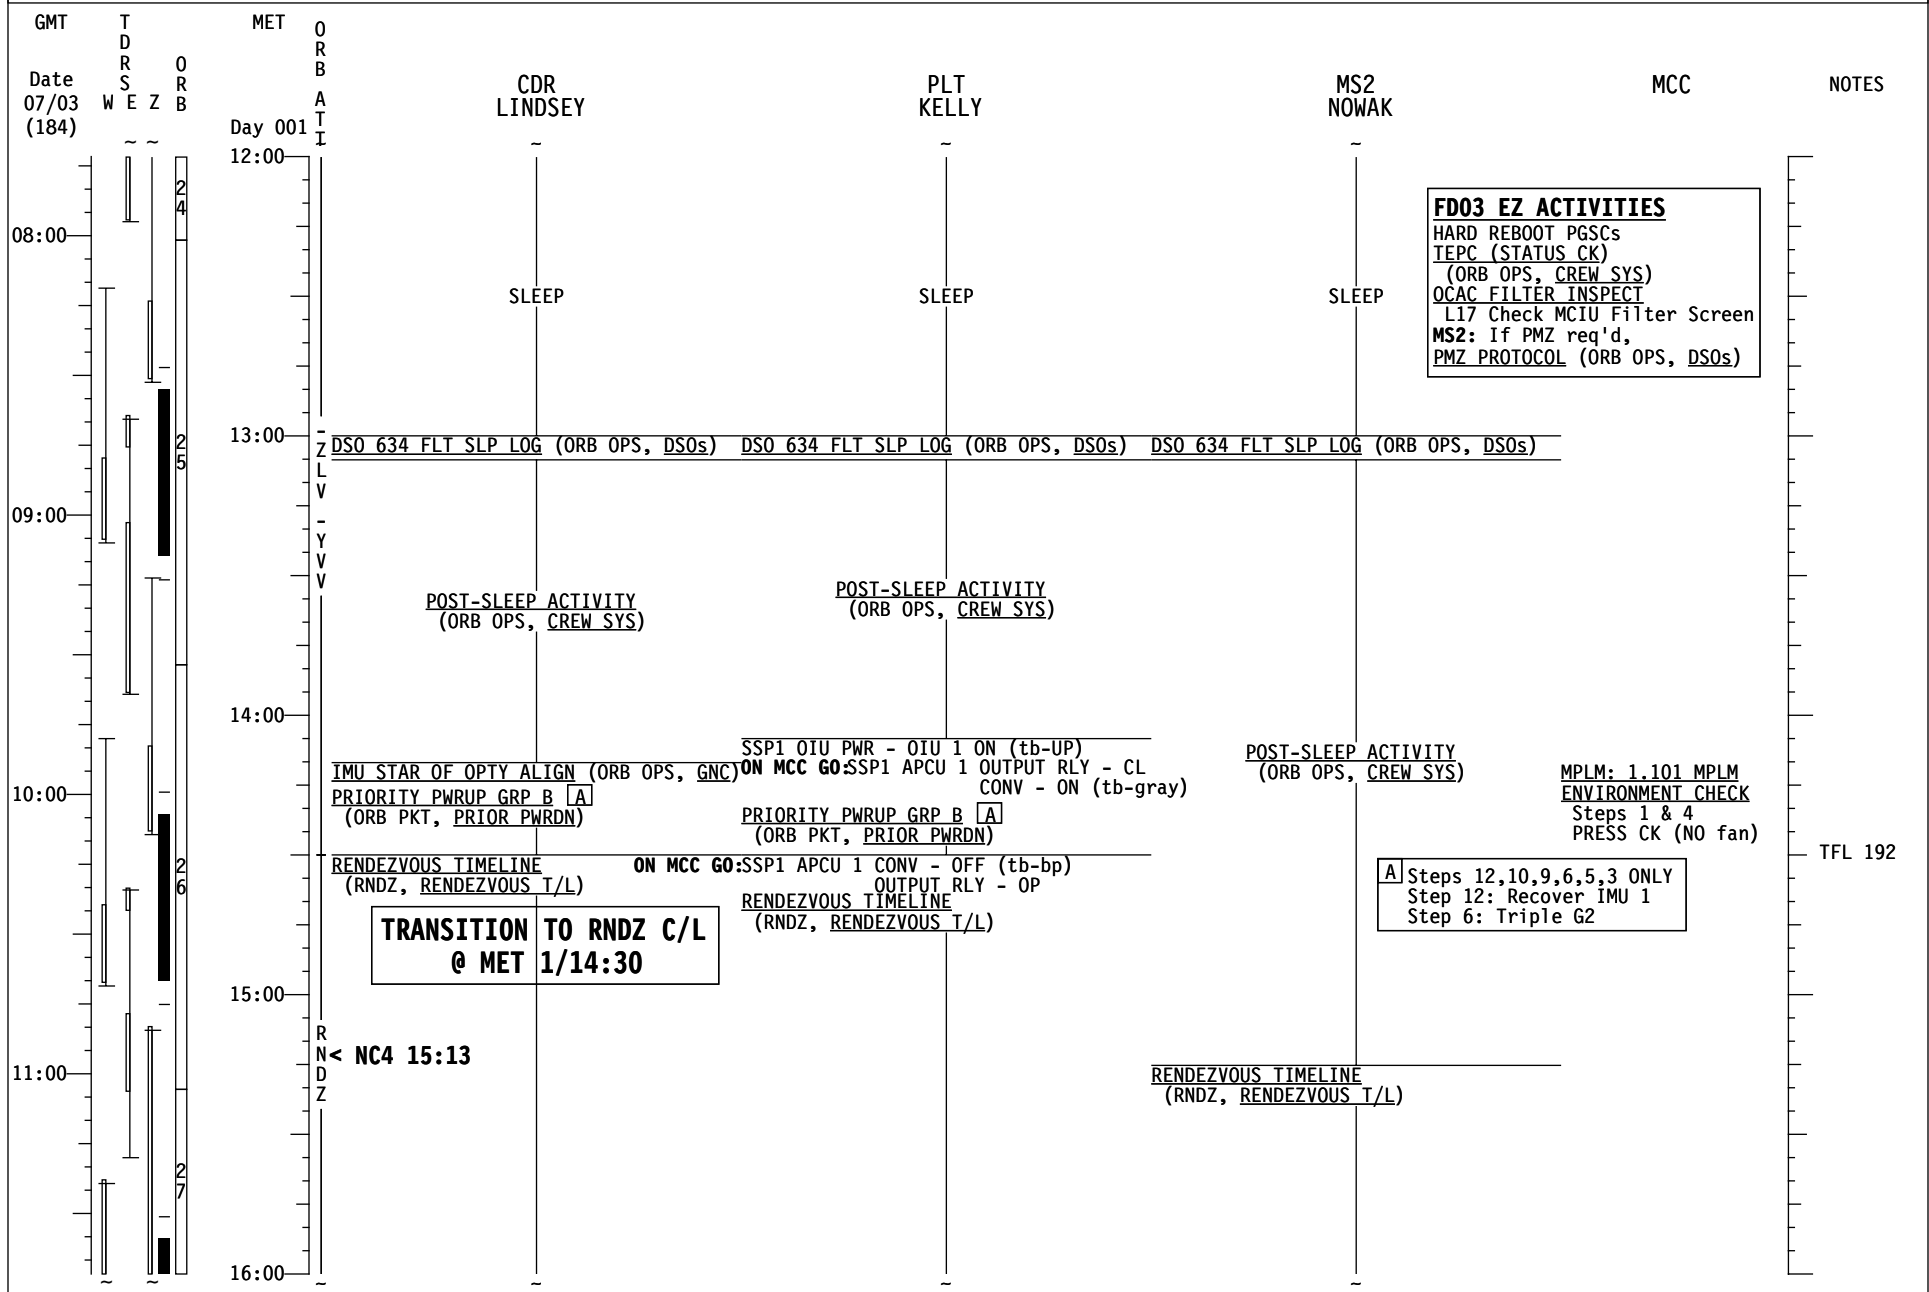 GMT
TDRS
MET
ORB ATT
ORB
Date
07/03
(184)
W E Z
Day 001
CDR
LINDSEY
PLT
KELLY
MS2
NOWAK
MCC
NOTES
~ ~ ~ ~ ~ ~
12:00
24
FD03 EZ ACTIVITIES
HARD REBOOT PGSCs
TEPC (STATUS CK)
(ORB OPS, CREW SYS)
OCAC FILTER INSPECT
L17 Check MCIU Filter Screen
MS2: If PMZ req'd,
PMZ PROTOCOL (ORB OPS, DSOs)
08:00
SLEEP SLEEP SLEEP
13:00
25
-ZLV -YVV
DSO 634 FLT SLP LOG (ORB OPS, DSOs) DSO 634 FLT SLP LOG (ORB OPS, DSOs) DSO 634 FLT SLP LOG (ORB OPS, DSOs)
09:00
POST-SLEEP ACTIVITY
(ORB OPS, CREW SYS)
POST-SLEEP ACTIVITY
(ORB OPS, CREW SYS)
14:00
IMU STAR OF OPTY ALIGN (ORB OPS, GNC)
PRIORITY PWRUP GRP B A
(ORB PKT, PRIOR PWRDN)
SSP1 OIU PWR - OIU 1 ON (tb-UP)
ON MCC GO:SSP1 APCU 1 OUTPUT RLY - CL
CONV - ON (tb-gray)
PRIORITY PWRUP GRP B A
(ORB PKT, PRIOR PWRDN)
POST-SLEEP ACTIVITY
(ORB OPS, CREW SYS)
MPLM: 1.101 MPLM
ENVIRONMENT CHECK
Steps 1 & 4
PRESS CK (NO fan)
10:00
TFL 192
26
RENDEZVOUS TIMELINE
(RNDZ, RENDEZVOUS T/L)
ON MCC GO:SSP1 APCU 1 CONV - OFF (tb-bp)
OUTPUT RLY - OP
RENDEZVOUS TIMELINE
(RNDZ, RENDEZVOUS T/L)
A Steps 12,10,9,6,5,3 ONLY
Step 12: Recover IMU 1
Step 6: Triple G2
TRANSITION TO RNDZ C/L
@ MET 1/14:30
15:00
RNDZ
< NC4 15:13
11:00
RENDEZVOUS TIMELINE
(RNDZ, RENDEZVOUS T/L)
27
16:00
~ ~ ~ ~ ~ ~